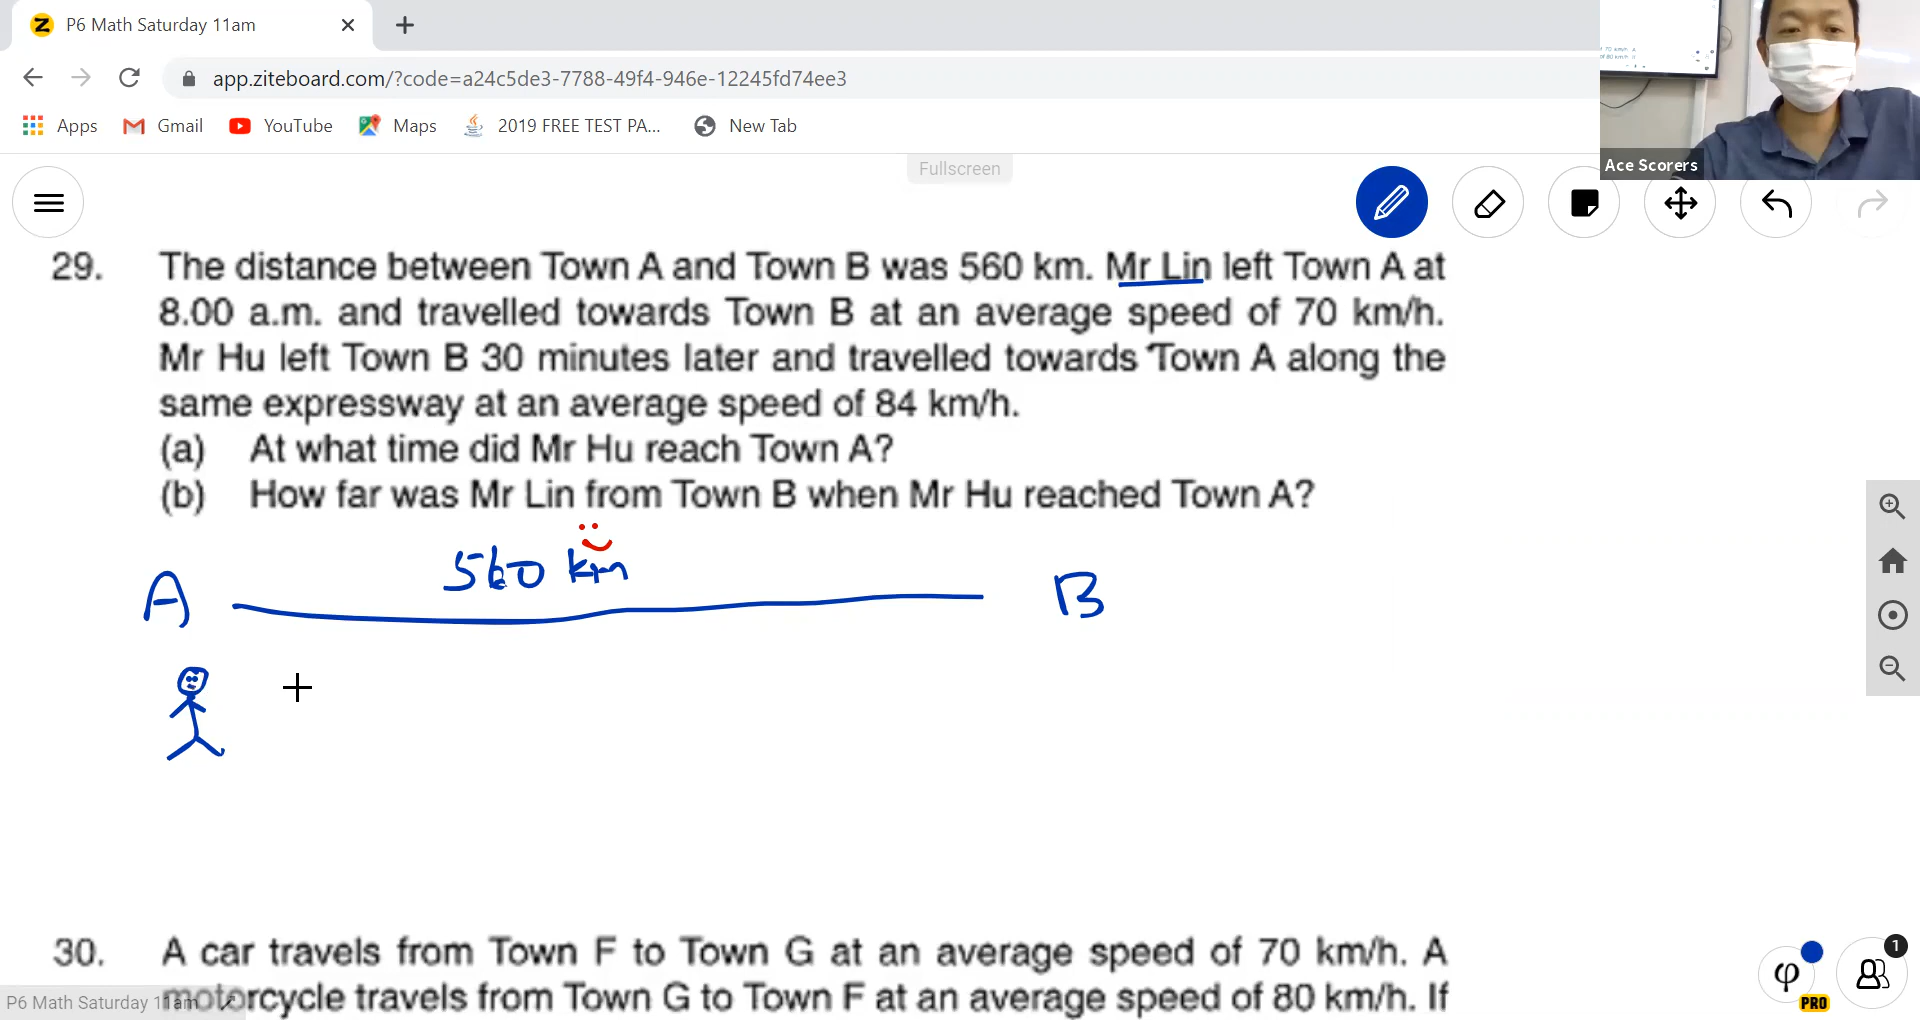 P6 Math Saturday 11am
app.ziteboard.com/?code=a24c5de3-7788-49f4-946e-12245fd74ee3
Apps Gmail YouTube Maps 2019 FREE TEST PA... New Tab
Ace Scorers
Fullscreen
29. The distance between Town A and Town B was 560 km. Mr Lin left Town A at
8.00 a.m. and travelled towards Town B at an average speed of 70 km/h.
Mr Hu left Town B 30 minutes later and travelled towards Town A along the
same expressway at an average speed of 84 km/h.
(a) At what time did Mr Hu reach Town A?
(b) How far was Mr Lin from Town B when Mr Hu reached Town A?
560 km
A B
30. A car travels from Town F to Town G at an average speed of 70 km/h. A
motorcycle travels from Town G to Town F at an average speed of 80 km/h. If
P6 Math Saturday 11am
φ
PRO
1